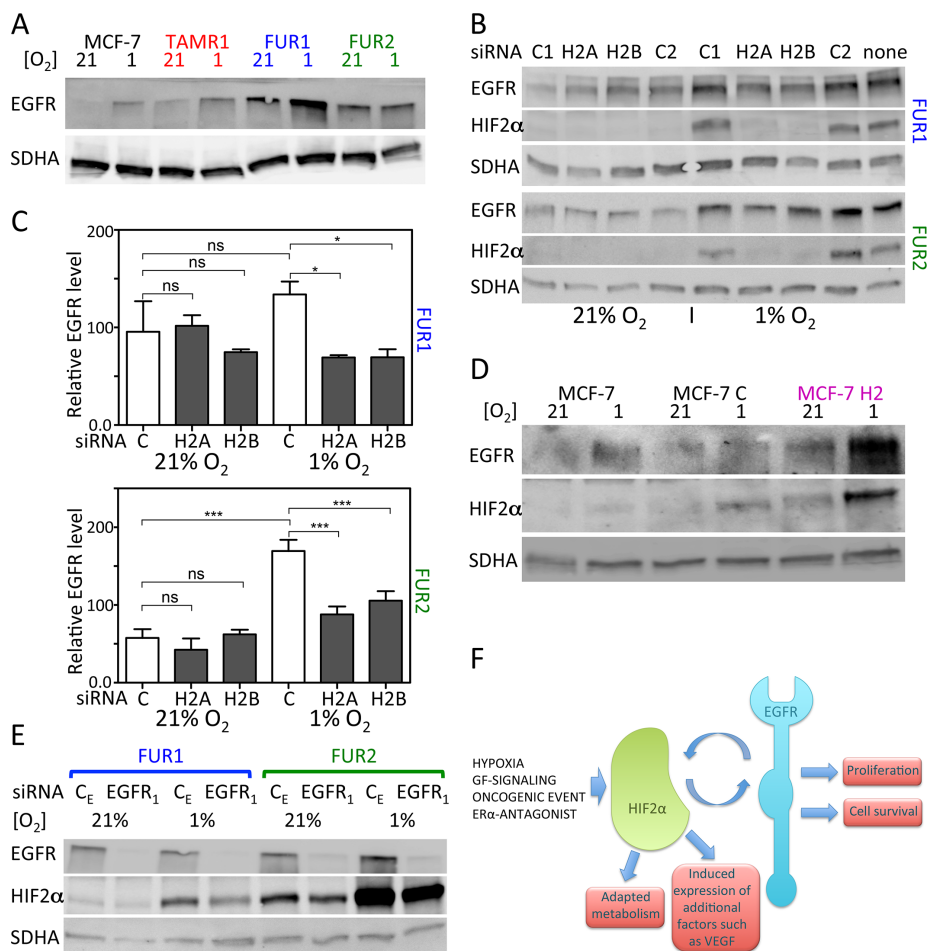 A
MCF-7 TAMR1 FUR1 FUR2
[O2] 21 1 21 1 21 1 21 1
EGFR
SDHA
B
siRNA C1 H2A H2B C2 C1 H2A H2B C2 none
EGFR
HIF2α
SDHA
FUR1
EGFR
HIF2α
SDHA
FUR2
21% O2 I 1% O2
C
Relative EGFR level
200
100
0.0
ns
ns
ns
*
*
siRNA C H2A H2B C H2A H2B
21% O2 1% O2
FUR1
Relative EGFR level
200
100
0.0
***
ns
ns
***
***
siRNA C H2A H2B C H2A H2B
21% O2 1% O2
FUR2
D
MCF-7 MCF-7 C MCF-7 H2
[O2] 21 1 21 1 21 1
EGFR
HIF2α
SDHA
E
FUR1 FUR2
siRNA CE EGFR1 CE EGFR1 CE EGFR1 CE EGFR1
[O2] 21% 1% 21% 1%
EGFR
HIF2α
SDHA
F
HYPOXIA
GF-SIGNALING
ONCOGENIC EVENT
ERα-ANTAGONIST
HIF2α
EGFR
Proliferation
Cell survival
Adapted
metabolism
Induced
expression of
additional
factors such
as VEGF